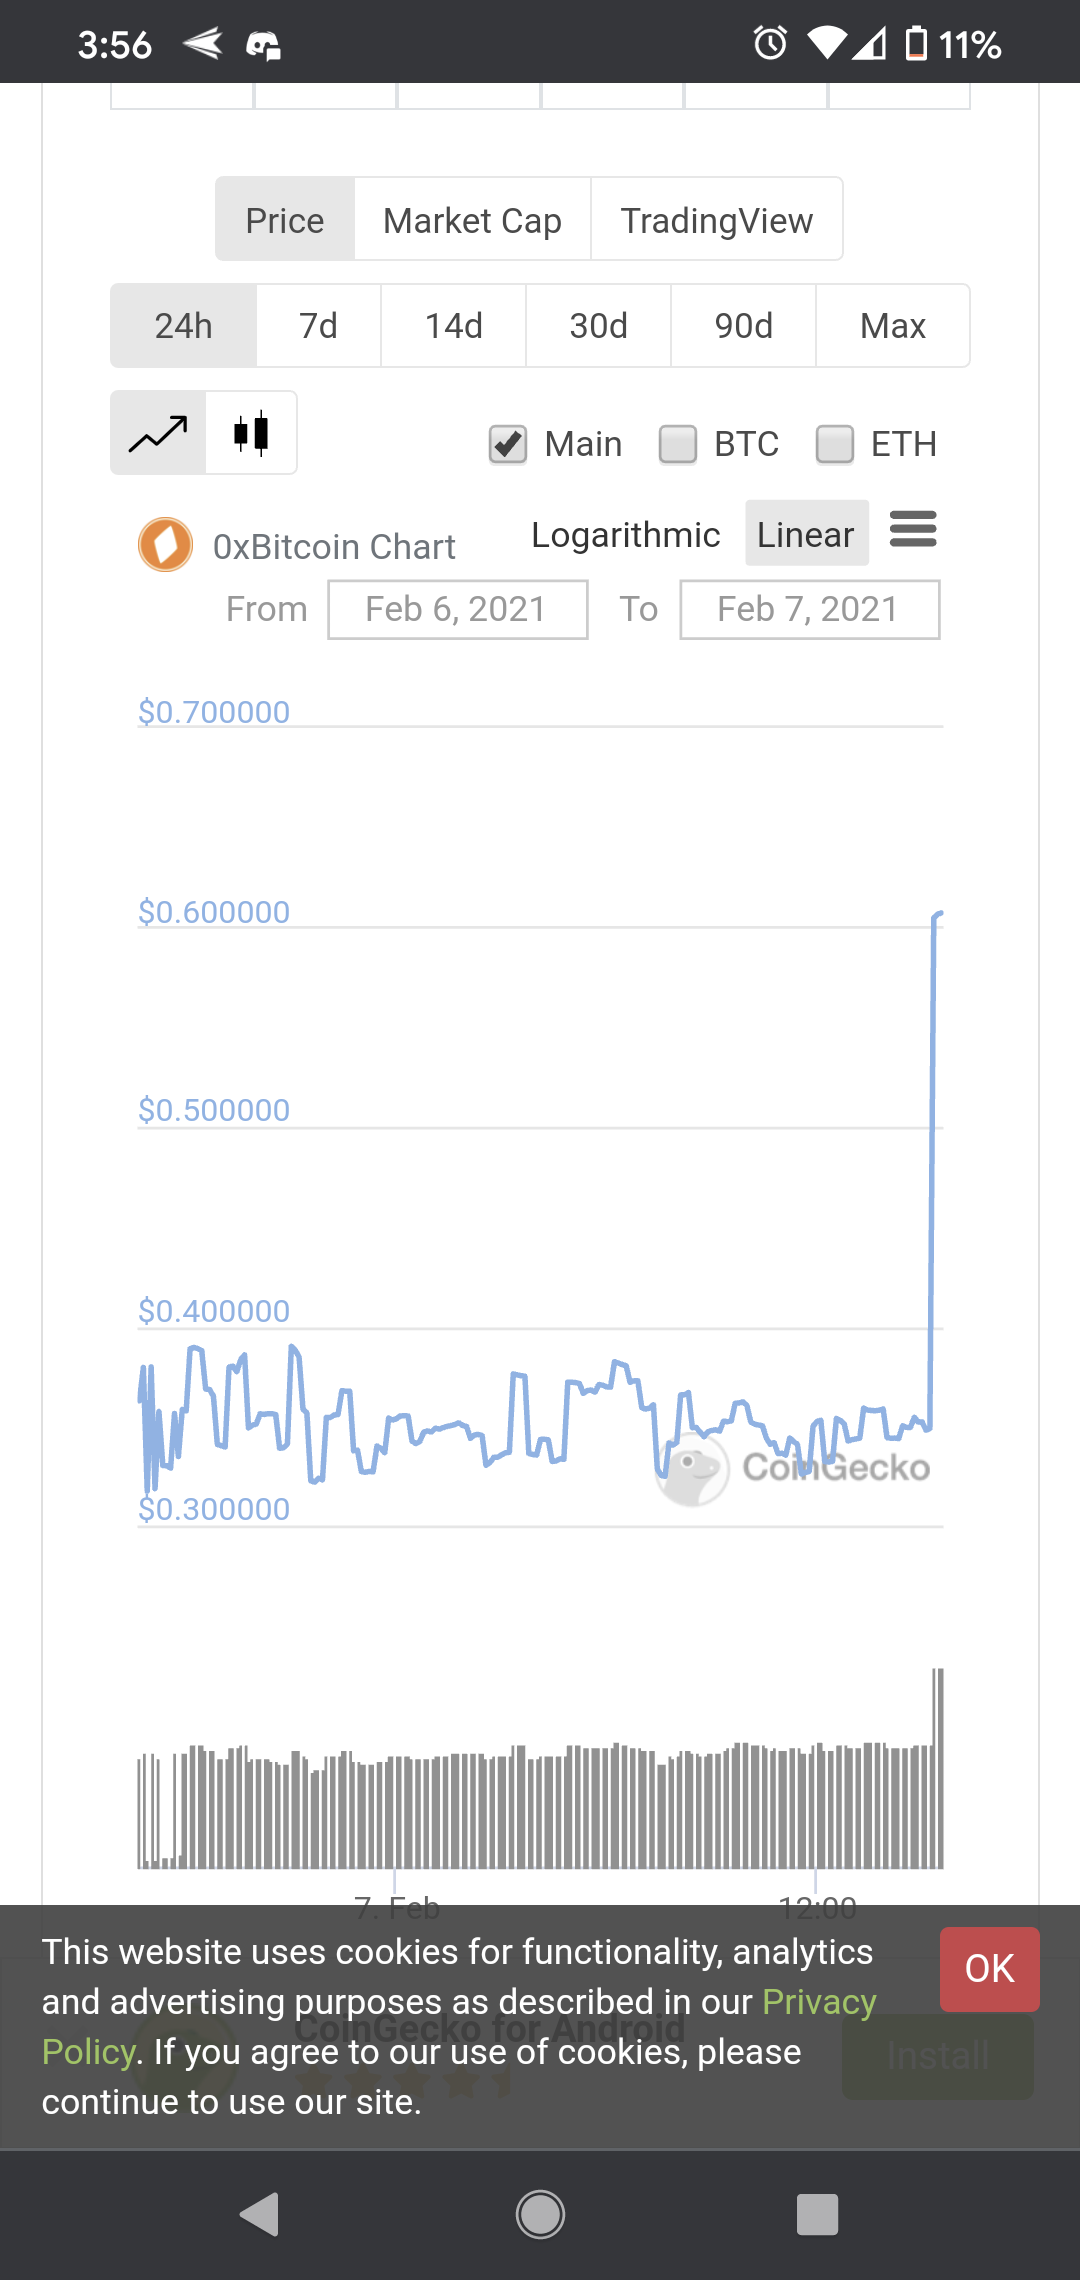 3:56 11%
Price Market Cap TradingView
24h 7d 14d 30d 90d Max
Main BTC ETH
0xBitcoin Chart Logarithmic Linear
From Feb 6, 2021 To Feb 7, 2021
$0.700000
$0.600000
$0.500000
$0.400000
CoinGecko
$0.300000
7. Feb 12:00
This website uses cookies for functionality, analytics
and advertising purposes as described in our Privacy
Policy. If you agree to our use of cookies, please
continue to use our site.
OK
CoinGecko for Android
Install